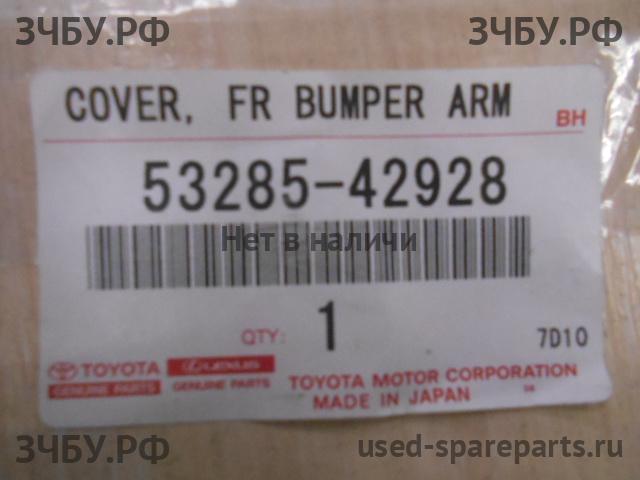 ЗЧБУ.РФ ЗЧБУ.РФ
COVER, FR BUMPER ARM
BH
53285-42928
Нет в наличии
QTY: 1
7D10
TOYOTA LEXUS
GENUINE PARTS GENUINE PARTS
TOYOTA MOTOR CORPORATION
MADE IN JAPAN
ЗЧБУ.РФ
used-spareparts.ru